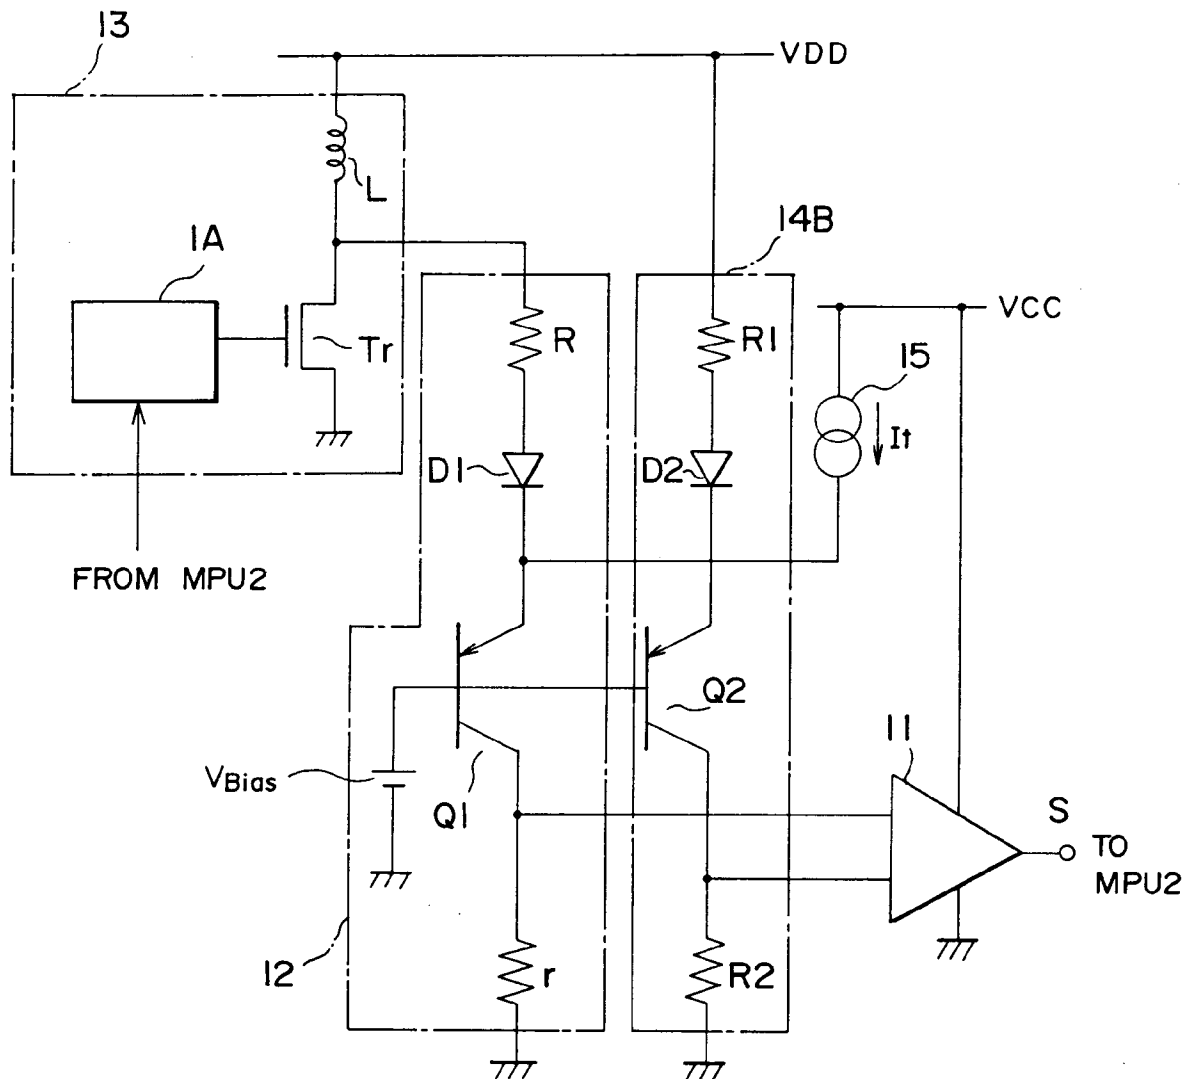 13
VDD
L
1A
14B
Tr
R
R1
VCC
15
It
D1
D2
FROM MPU2
Q2
VBias
Q1
11
S
TO
MPU2
12
r
R2